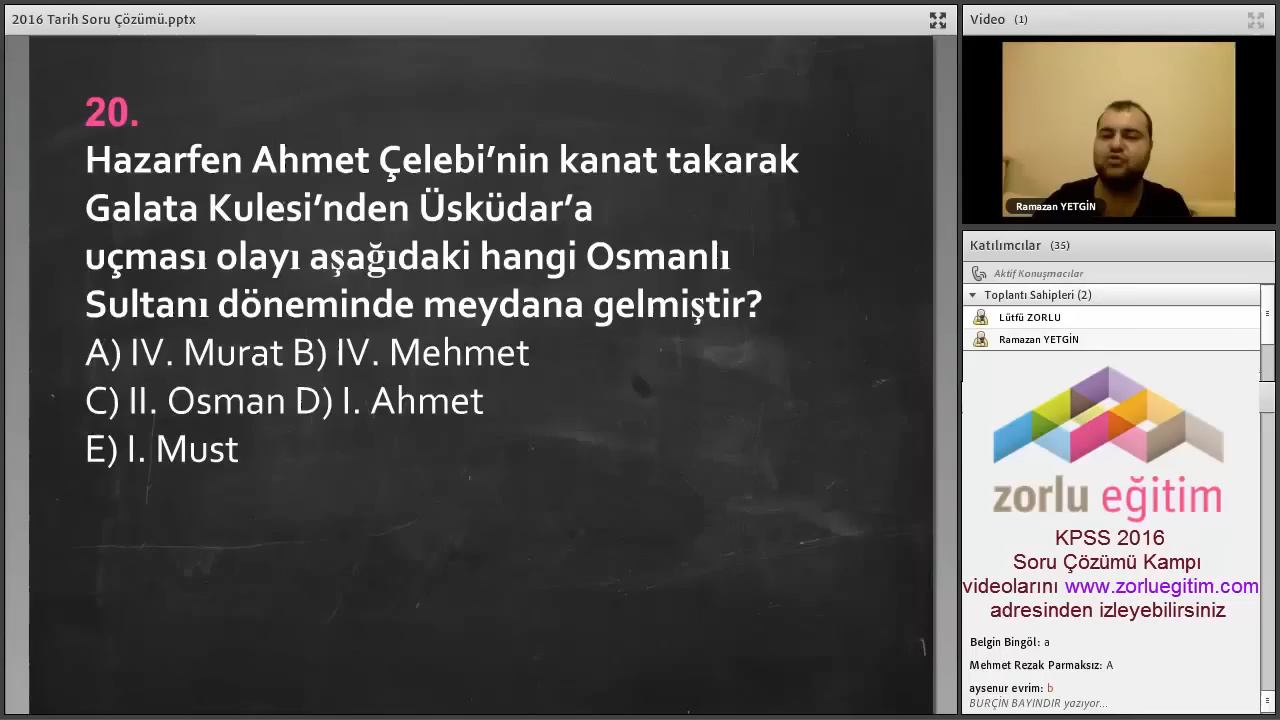 2016 Tarih Soru Çözümü.pptx
20.
Hazarfen Ahmet Çelebi’nin kanat takarak
Galata Kulesi’nden Üsküdar’a
uçması olayı aşağıdaki hangi Osmanlı
Sultanı döneminde meydana gelmiştir?
A) IV. Murat B) IV. Mehmet
C) II. Osman D) I. Ahmet
E) I. Must
Video (1)
Ramazan YETGİN
Katılımcılar (35)
Aktif Konuşmacılar
Toplantı Sahipleri (2)
Lütfü ZORLU
Ramazan YETGİN
zorlu eğitim
KPSS 2016
Soru Çözümü Kampı
videolarını www.zorluegitim.com
adresinden izleyebilirsiniz
Belgin Bingöl: a
Mehmet Rezak Parmaksız: A
aysenur evrim: b
BURÇİN BAYINDIR yazıyor...